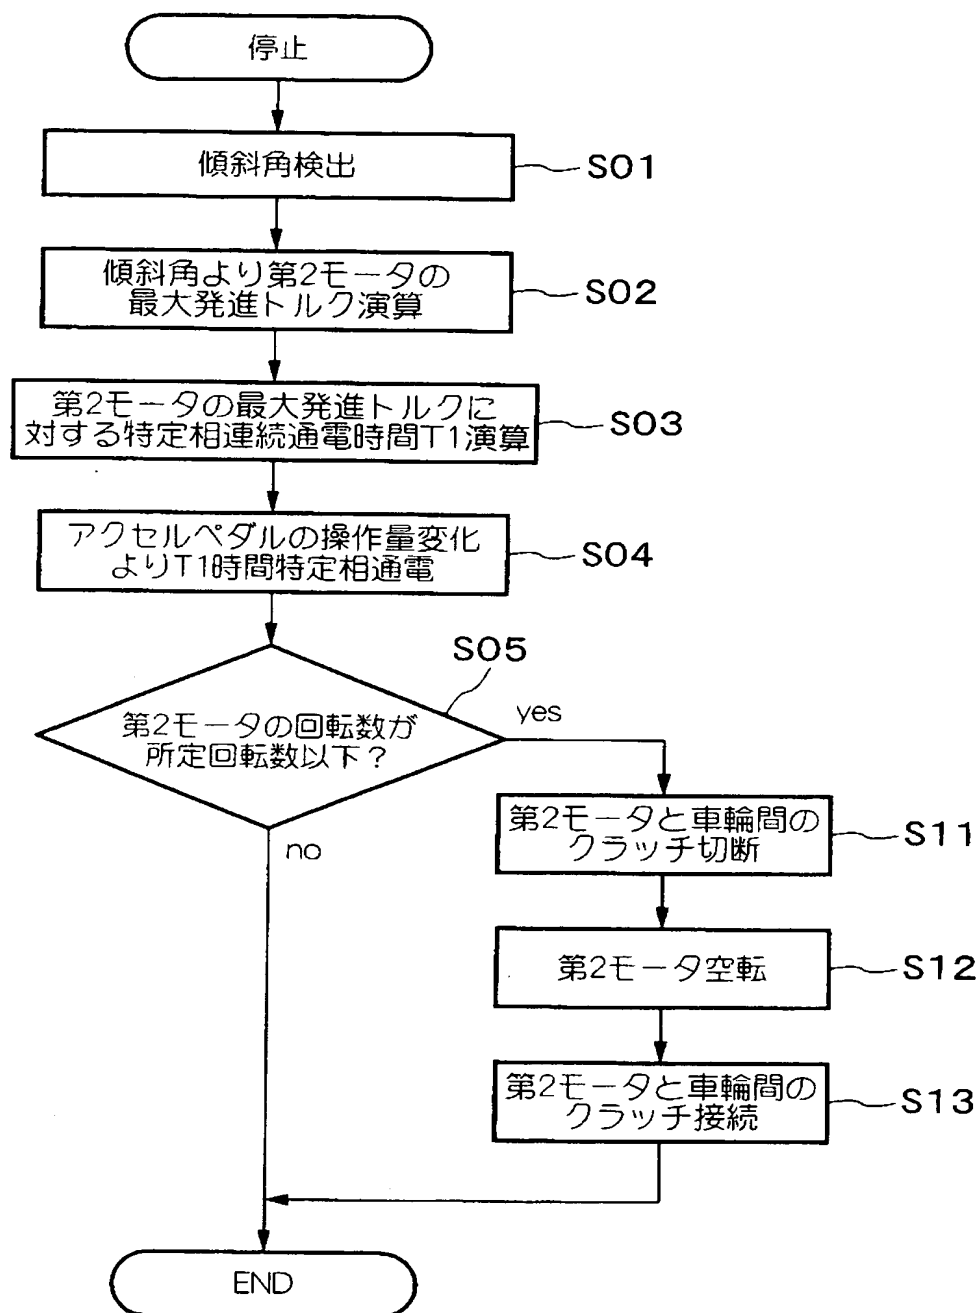 停止
傾斜角検出
S01
傾斜角より第2モータの
最大発進トルク演算
S02
第2モータの最大発進トルクに
対する特定相連続通電時間T1演算
S03
アクセルペダルの操作量変化
よりT1時間特定相通電
S04
S05
第2モータの回転数が
所定回転数以下?
yes
no
第2モータと車輪間の
クラッチ切断
S11
第2モータ空転
S12
第2モータと車輪間の
クラッチ接続
S13
END